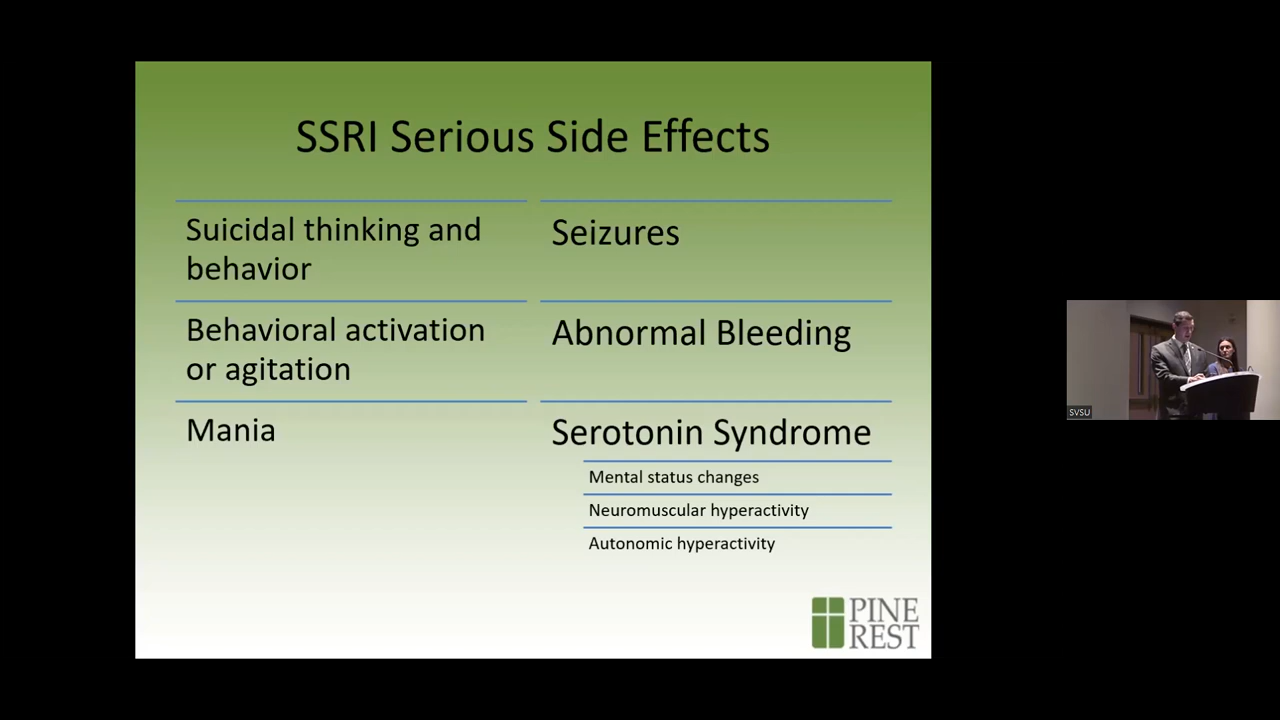 SSRI Serious Side Effects
Suicidal thinking and
behavior
Behavioral activation
or agitation
Mania
Seizures
Abnormal Bleeding
Serotonin Syndrome
Mental status changes
Neuromuscular hyperactivity
Autonomic hyperactivity
PINE
REST
SVSU